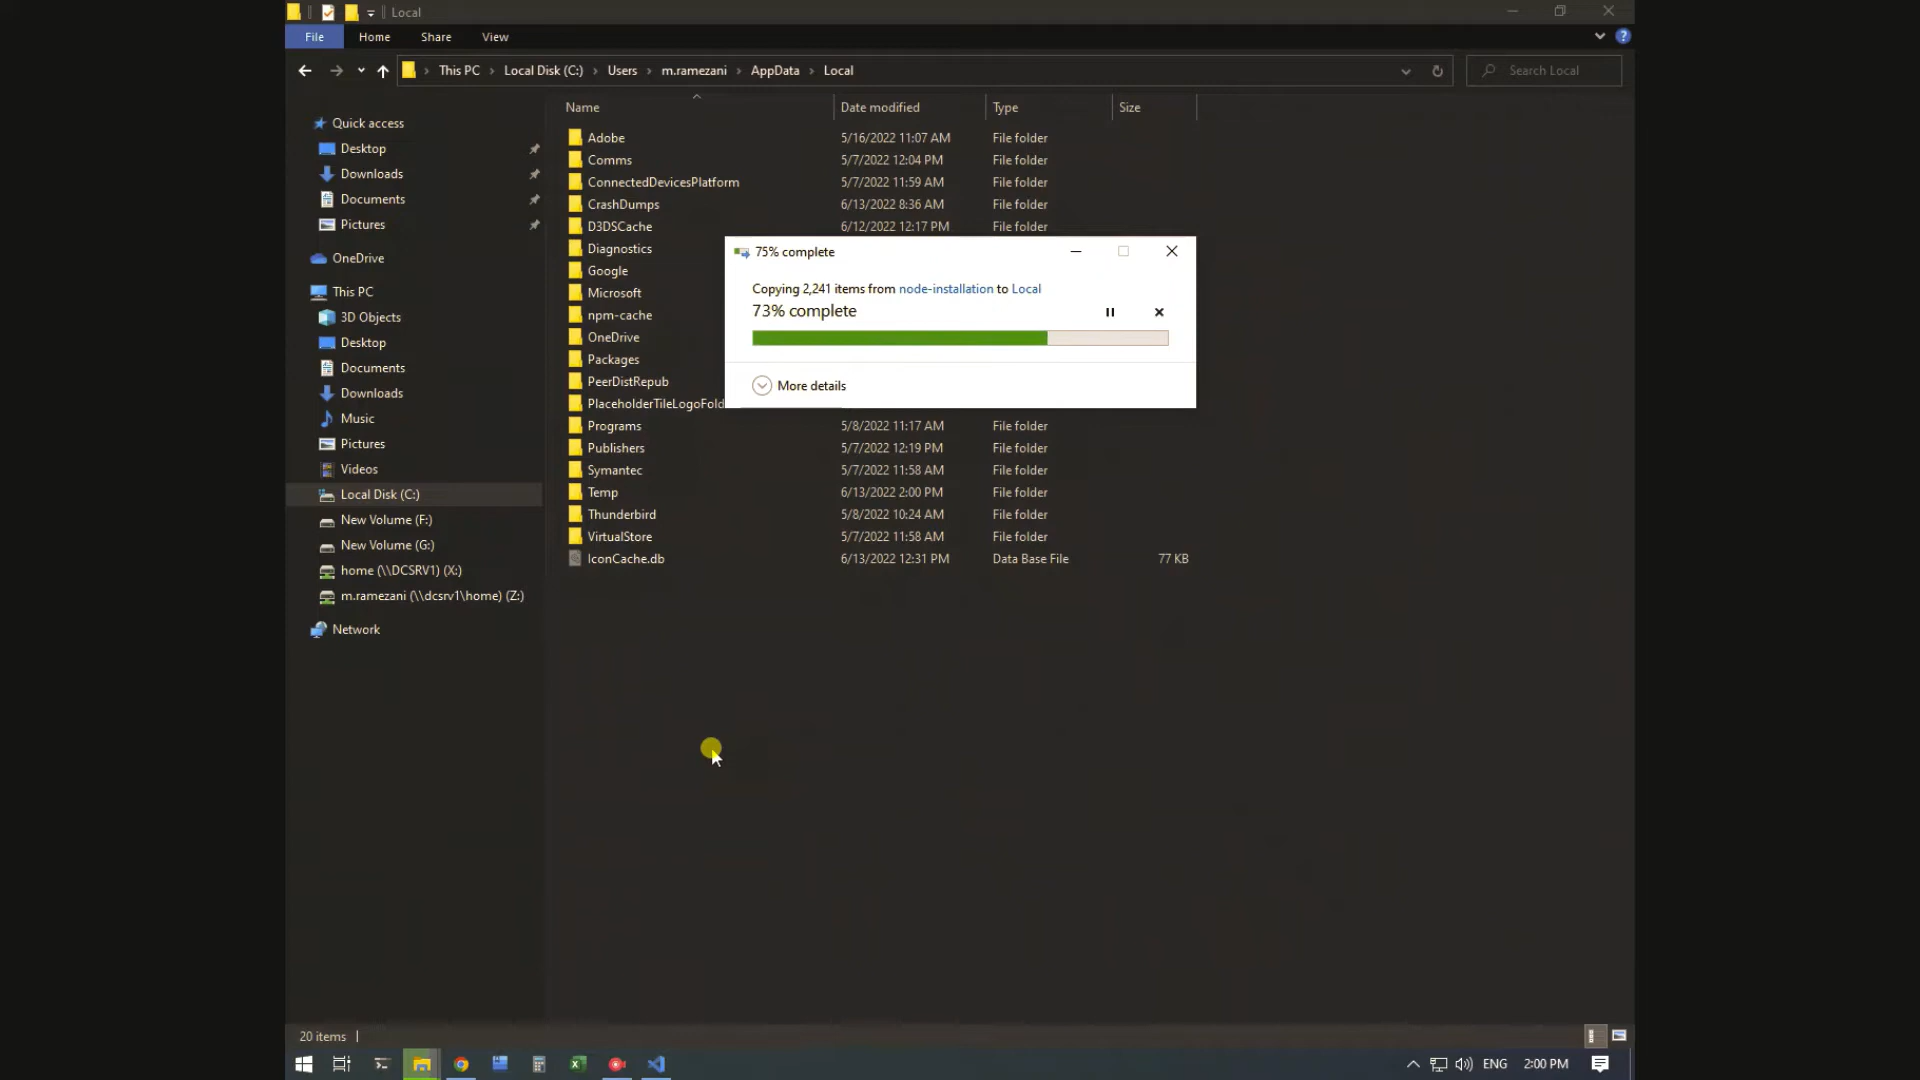 Local
File Home Share View
This PC Local Disk (C:) Users m.ramezani AppData Local Search Local
Name Date modified Type Size
Quick access
Desktop
Downloads
Documents
Pictures
OneDrive
This PC
3D Objects
Desktop
Documents
Downloads
Music
Pictures
Videos
Local Disk (C:)
New Volume (F:)
New Volume (G:)
home (\\DCSRV1) (X:)
m.ramezani (\\dcsrv1\home) (Z:)
Network
Adobe 5/16/2022 11:07 AM File folder
Comms 5/7/2022 12:04 PM File folder
ConnectedDevicesPlatform 5/7/2022 11:59 AM File folder
CrashDumps 6/13/2022 8:36 AM File folder
D3DSCache 6/12/2022 12:17 PM File folder
Diagnostics
Google
Microsoft
npm-cache
OneDrive
Packages
PeerDistRepub
PlaceholderTileLogoFold
Programs 5/8/2022 11:17 AM File folder
Publishers 5/7/2022 12:19 PM File folder
Symantec 5/7/2022 11:58 AM File folder
Temp 6/13/2022 2:00 PM File folder
Thunderbird 5/8/2022 10:24 AM File folder
VirtualStore 5/7/2022 11:58 AM File folder
IconCache.db 6/13/2022 12:31 PM Data Base File 77 KB
75% complete
Copying 2,241 items from node-installation to Local
73% complete
More details
20 items
ENG 2:00 PM